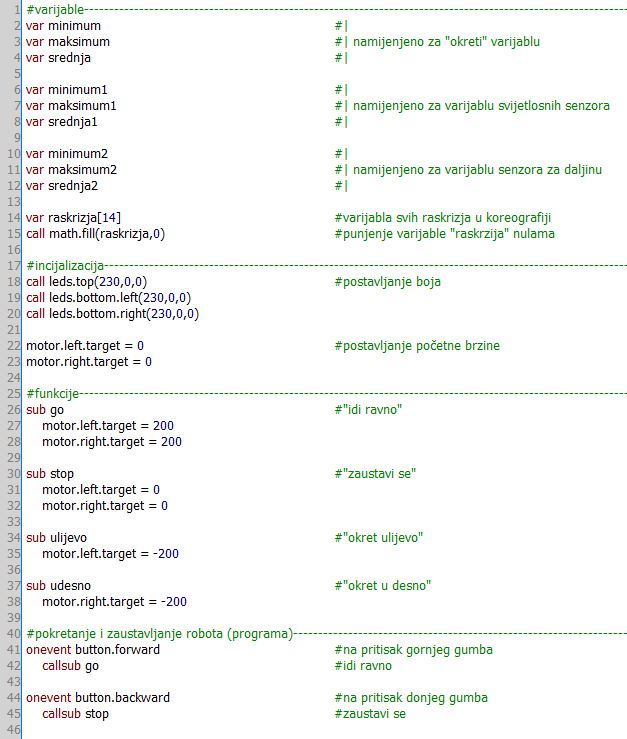 1 #varijable--------------------------------------------------------------------------------
2 var minimum #|
3 var maksimum #| namijenjeno za "okreti" varijablu
4 var srednja #|
5
6 var minimum1 #|
7 var maksimum1 #| namijenjeno za varijablu svijetlosnih senzora
8 var srednja1 #|
9
10 var minimum2 #|
11 var maksimum2 #| namijenjeno za varijablu senzora za daljinu
12 var srednja2 #|
13
14 var raskrizja[14] #varijabla svih raskrizja u koreografiji
15 call math.fill(raskrizja,0) #punjenje varijable "raskrzija" nulama
16
17 #incijalizacija--------------------------------------------------------------------------------
18 call leds.top(230,0,0) #postavljanje boja
19 call leds.bottom.left(230,0,0)
20 call leds.bottom.right(230,0,0)
21
22 motor.left.target = 0 #postavljanje početne brzine
23 motor.right.target = 0
24
25 #funkcije--------------------------------------------------------------------------------
26 sub go #"idi ravno"
27 motor.left.target = 200
28 motor.right.target = 200
29
30 sub stop #"zaustavi se"
31 motor.left.target = 0
32 motor.right.target = 0
33
34 sub ulijevo #"okret ulijevo"
35 motor.left.target = -200
36
37 sub udesno #"okret u desno"
38 motor.right.target = -200
39
40 #pokretanje i zaustavljanje robota (programa)--------------------------------------------------
41 onevent button.forward #na pritisak gornjeg gumba
42 callsub go #idi ravno
43
44 onevent button.backward #na pritisak donjeg gumba
45 callsub stop #zaustavi se
46